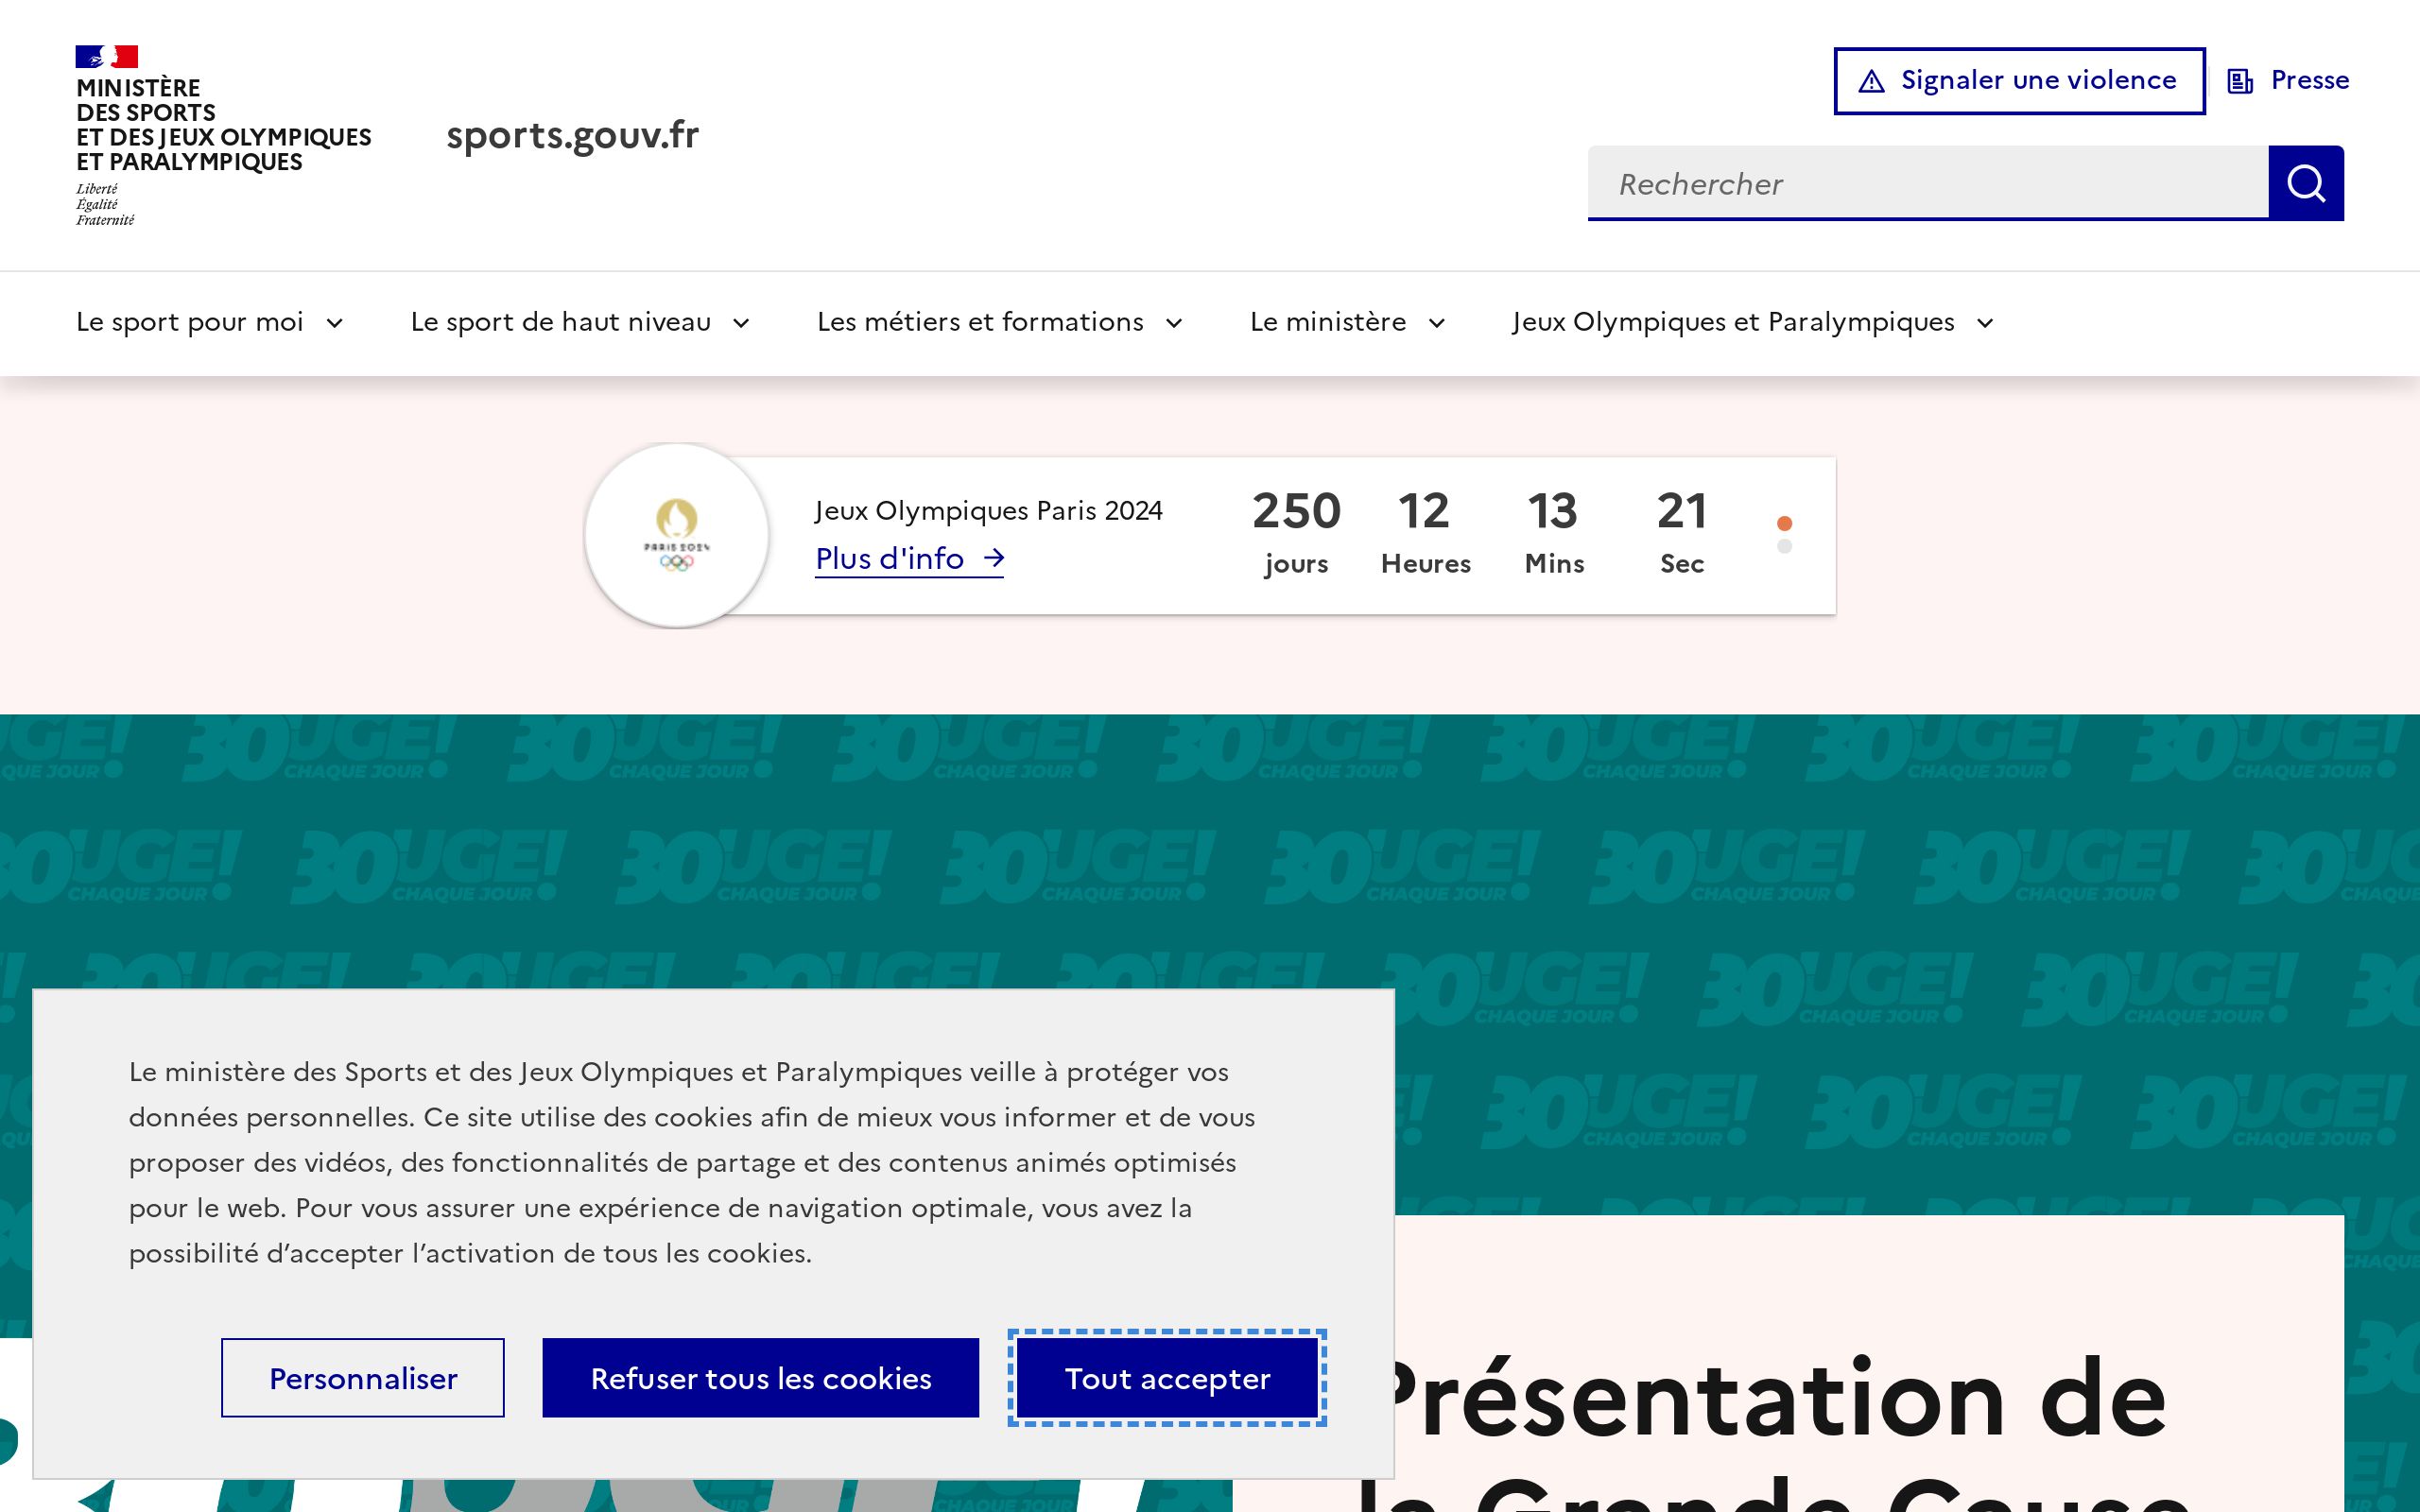 MINISTÈRE
DES SPORTS
ET DES JEUX OLYMPIQUES
ET PARALYMPIQUES
Liberté
Égalité
Fraternité
sports.gouv.fr
Signaler une violence
Presse
Rechercher
Le sport pour moi
Le sport de haut niveau
Les métiers et formations
Le ministère
Jeux Olympiques et Paralympiques
PARIS 2024
Jeux Olympiques Paris 2024
Plus d'info
250 12 13 21
jours Heures Mins Sec
30'
CHAQUE JOUR
Le ministère des Sports et des Jeux Olympiques et Paralympiques veille à protéger vos
données personnelles. Ce site utilise des cookies afin de mieux vous informer et de vous
proposer des vidéos, des fonctionnalités de partage et des contenus animés optimisés
pour le web. Pour vous assurer une expérience de navigation optimale, vous avez la
possibilité d’accepter l’activation de tous les cookies.
Personnaliser
Refuser tous les cookies
Tout accepter
Présentation de
la Grande Cause